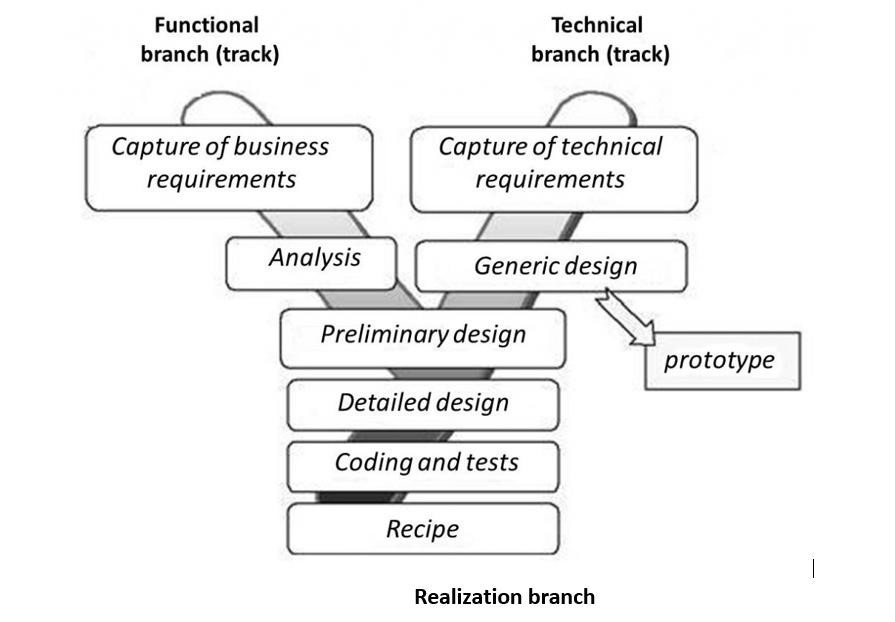 Functional
branch (track)
Technical
branch (track)
Capture of business
requirements
Capture of technical
requirements
Analysis
Generic design
Preliminary design
prototype
Detailed design
Coding and tests
Recipe
Realization branch